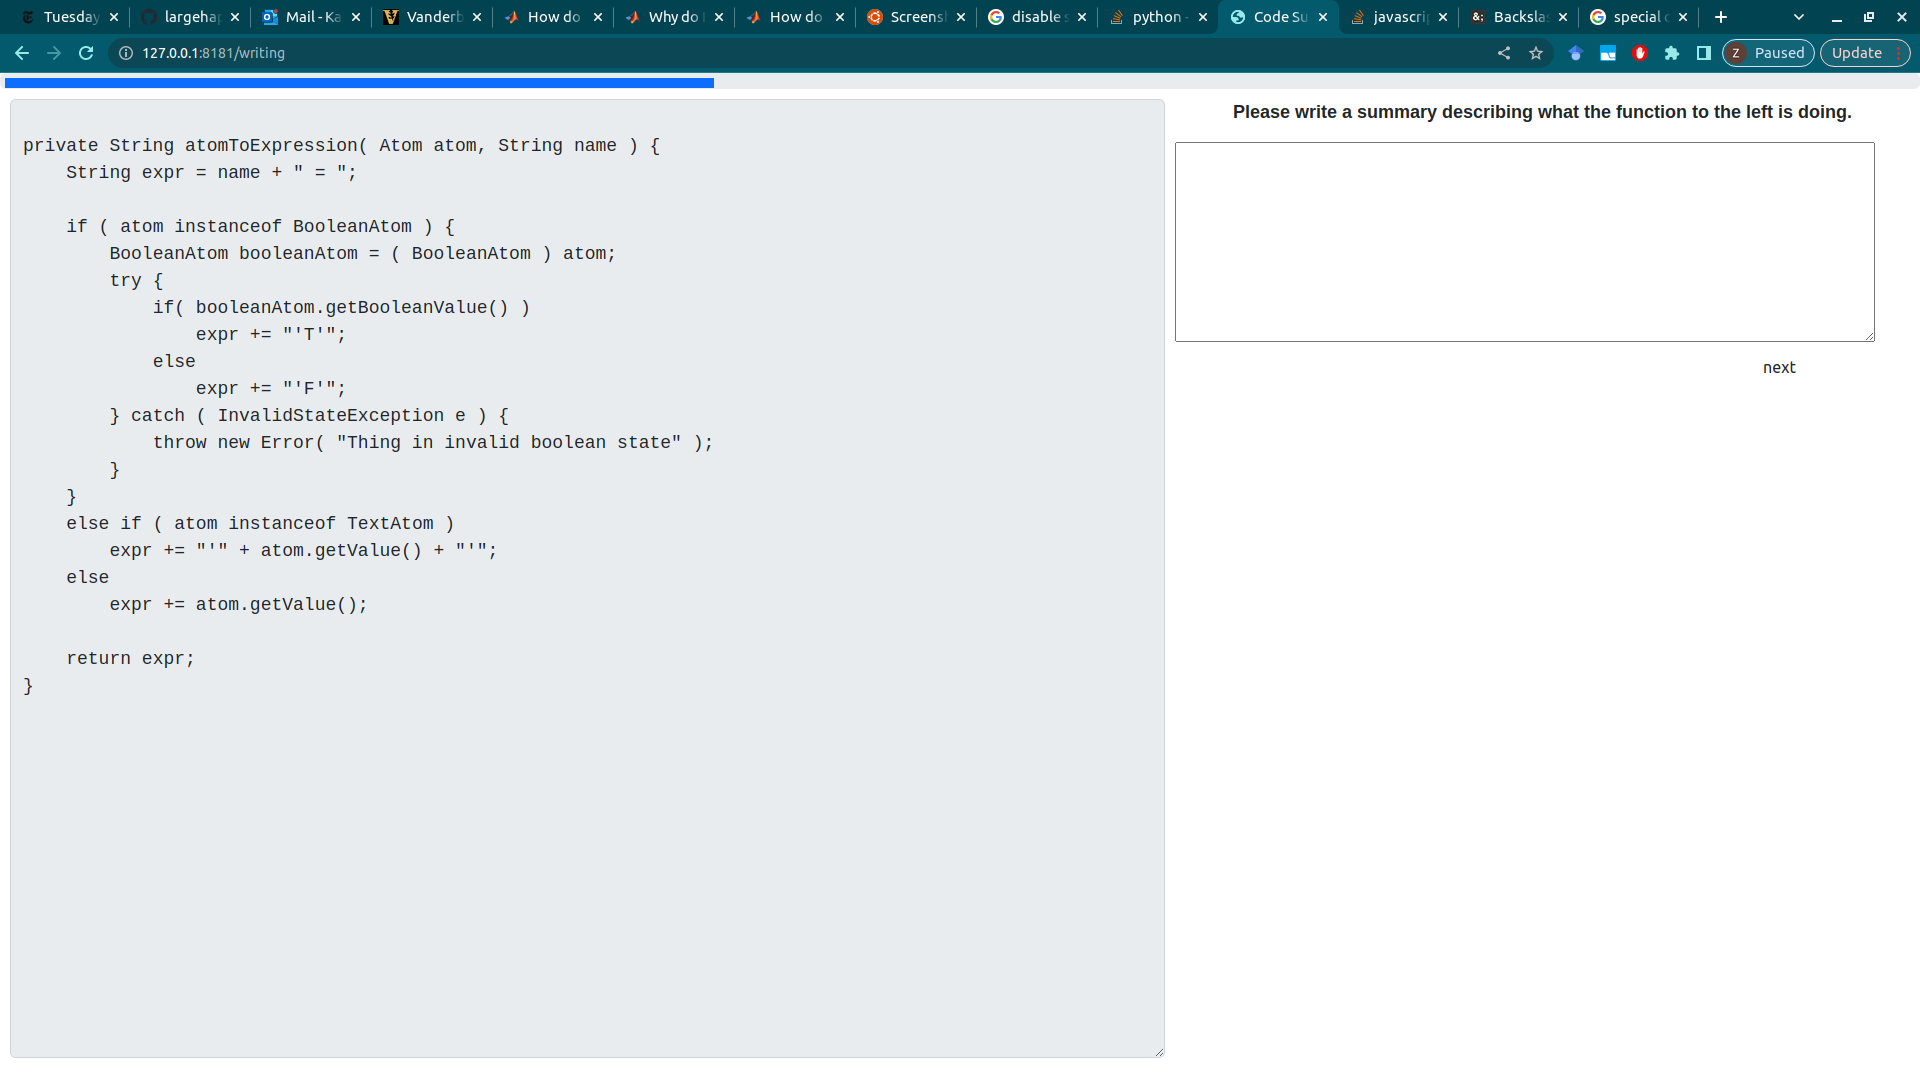 Tuesday
largehap
Mail - Ka
Vanderb
How do
Why do
How do
Screens
disable s
python -
Code Su
javascrip
Backslas
special c
127.0.0.1:8181/writing
Z Paused
Update
Please write a summary describing what the function to the left is doing.
private String atomToExpression( Atom atom, String name ) {
    String expr = name + " = ";
    if ( atom instanceof BooleanAtom ) {
        BooleanAtom booleanAtom = ( BooleanAtom ) atom;
        try {
            if( booleanAtom.getBooleanValue() )
                expr += "'T'";
            else
                expr += "'F'";
        } catch ( InvalidStateException e ) {
            throw new Error( "Thing in invalid boolean state" );
        }
    }
    else if ( atom instanceof TextAtom )
        expr += "'" + atom.getValue() + "'";
    else
        expr += atom.getValue();
    return expr;
}
next